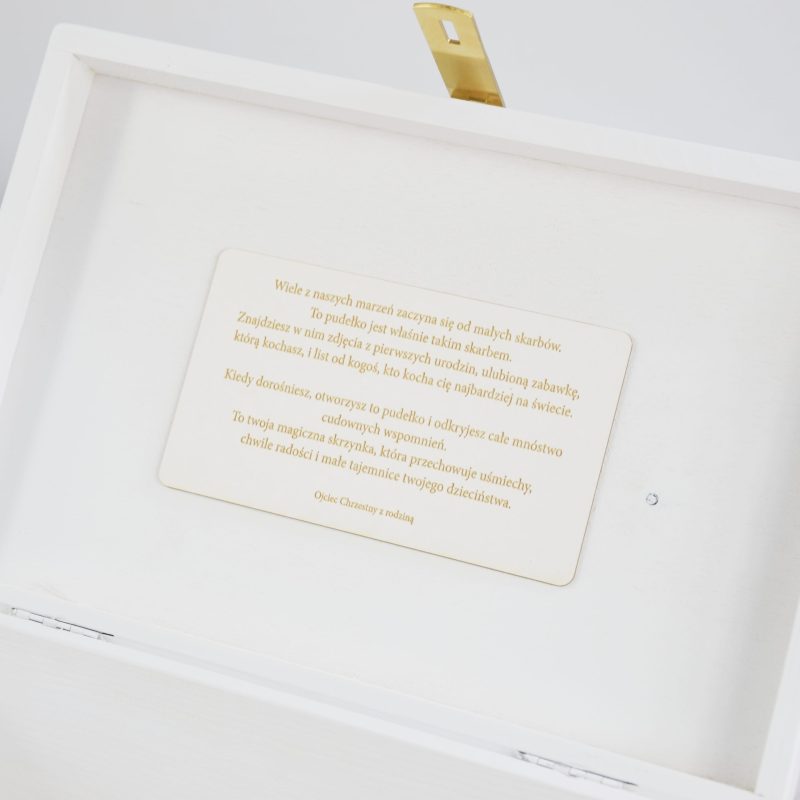 Wiele z naszych marzeń zaczyna się od małych skarbów.
To pudełko jest właśnie takim skarbem.
Znajdziesz w nim zdjęcia z pierwszych urodzin, ulubioną zabawkę,
którą kochasz, i list od kogoś, kto kocha cię najbardziej na świecie.
Kiedy dorośniesz, otworzysz to pudełko i odkryjesz całe mnóstwo
cudownych wspomnień.
To twoja magiczna skrzynka, która przechowuje uśmiechy,
chwile radości i małe tajemnice twojego dzieciństwa.
Ojciec Chrzestny z rodziną